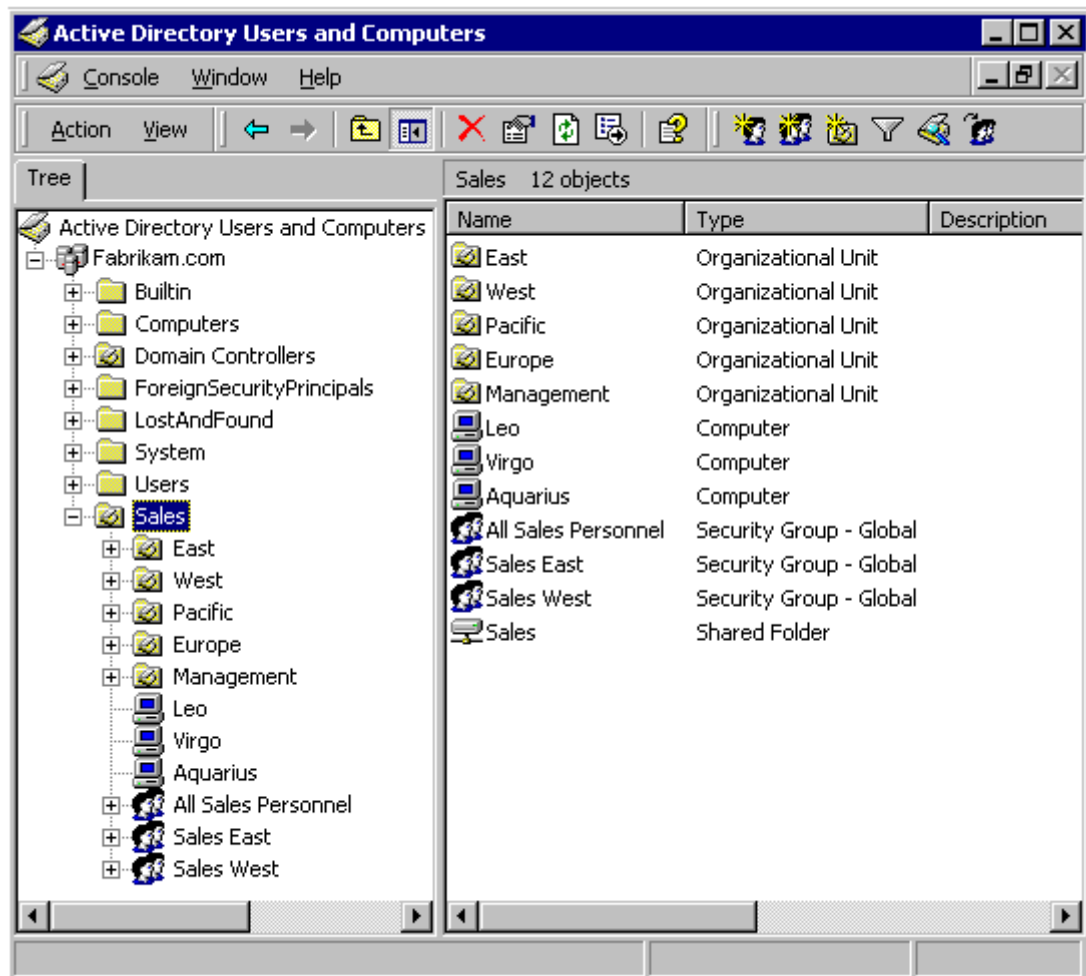 Active Directory Users and Computers
Console Window Help
Action View
Tree
Sales 12 objects
Active Directory Users and Computers
Fabrikam.com
Builtin
Computers
Domain Controllers
ForeignSecurityPrincipals
LostAndFound
System
Users
Sales
East
West
Pacific
Europe
Management
Leo
Virgo
Aquarius
All Sales Personnel
Sales East
Sales West
Name Type Description
East Organizational Unit
West Organizational Unit
Pacific Organizational Unit
Europe Organizational Unit
Management Organizational Unit
Leo Computer
Virgo Computer
Aquarius Computer
All Sales Personnel Security Group - Global
Sales East Security Group - Global
Sales West Security Group - Global
Sales Shared Folder